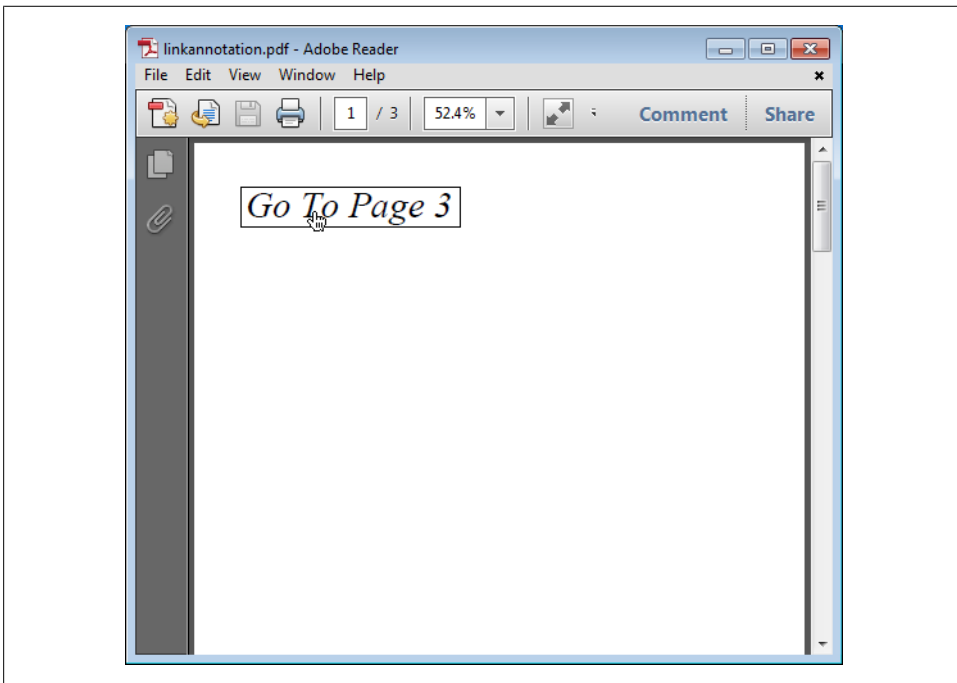 linkannotation.pdf - Adobe Reader
File Edit View Window Help
1 / 3 52.4% Comment Share
Go To Page 3